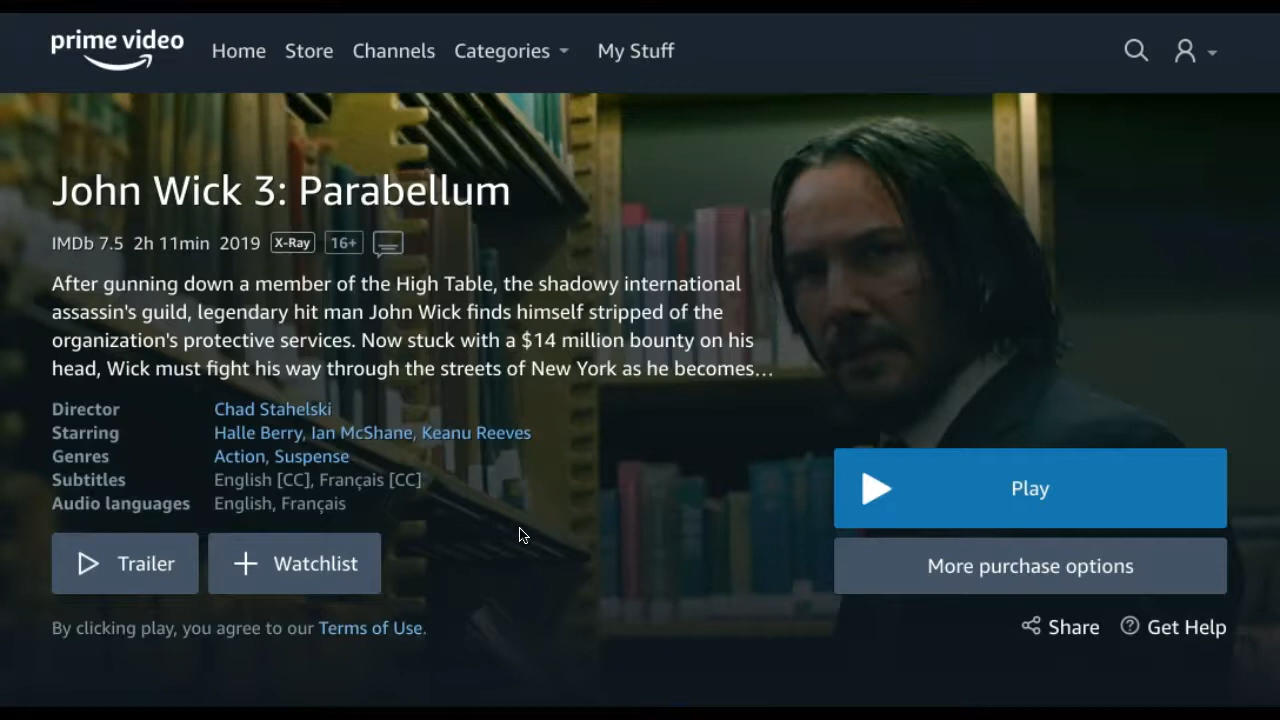 prime video Home Store Channels Categories My Stuff
John Wick 3: Parabellum
IMDb 7.5 2h 11min 2019 X-Ray 16+
After gunning down a member of the High Table, the shadowy international
assassin's guild, legendary hit man John Wick finds himself stripped of the
organization's protective services. Now stuck with a $14 million bounty on his
head, Wick must fight his way through the streets of New York as he becomes...
Director Chad Stahelski
Starring Halle Berry, Ian McShane, Keanu Reeves
Genres Action, Suspense
Subtitles English [CC], Français [CC]
Audio languages English, Français
Play
Trailer Watchlist
More purchase options
By clicking play, you agree to our Terms of Use.
Share Get Help